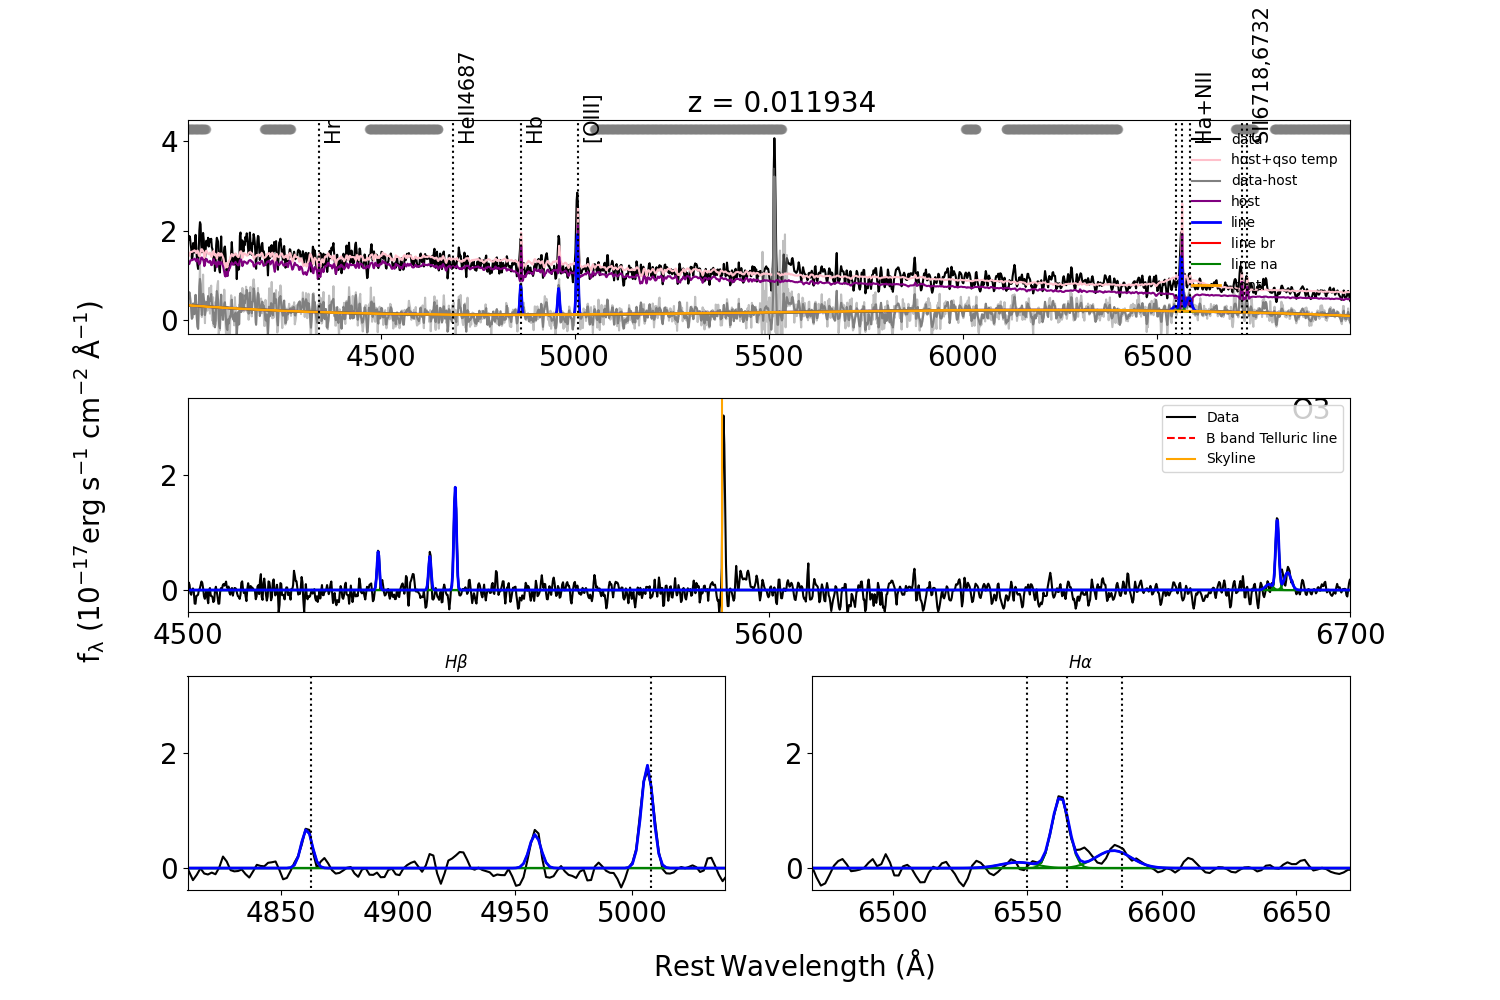 z = 0.011934
Hr
HeII4687
Hb
[OIII]
Ha+NII
SII6718,6732
data
host+qso temp
data-host
host
line
line br
line na
4
2
0
4500 5000 5500 6000 6500
O3
Data
B band Telluric line
Skyline
2
0
4500 5600 6700
fλ (10⁻¹⁷erg s⁻¹ cm⁻² Å⁻¹)
Hβ
2
0
4850 4900 4950 5000
Hα
2
0
6500 6550 6600 6650
Rest Wavelength (Å)